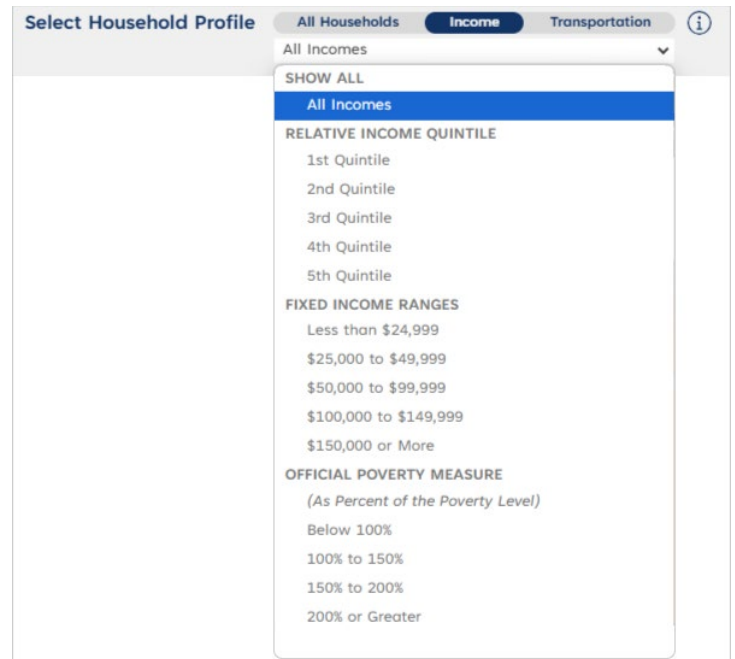 Select Household Profile All Households Income Transportation i
All Incomes
SHOW ALL
All Incomes
RELATIVE INCOME QUINTILE
1st Quintile
2nd Quintile
3rd Quintile
4th Quintile
5th Quintile
FIXED INCOME RANGES
Less than $24,999
$25,000 to $49,999
$50,000 to $99,999
$100,000 to $149,999
$150,000 or More
OFFICIAL POVERTY MEASURE
(As Percent of the Poverty Level)
Below 100%
100% to 150%
150% to 200%
200% or Greater